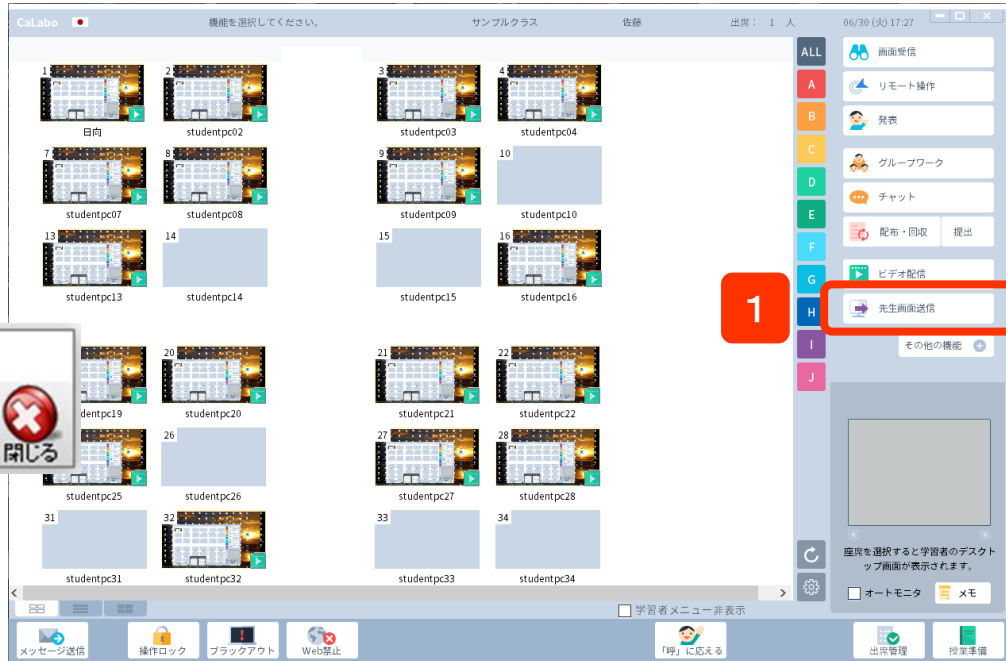 CaLabo 機能を選択してください。 サンプルクラス 佐藤 出席： 1 人 06/30 (火) 17:27
1 2 3 4
日向 studentpc02 studentpc03 studentpc04
7 8 9 10
studentpc07 studentpc08 studentpc09 studentpc10
13 14 15 16
studentpc13 studentpc14 studentpc15 studentpc16
20 21 22
studentpc20 studentpc21 studentpc22
26 27 28
studentpc25 studentpc26 studentpc27 studentpc28
31 32 33 34
studentpc31 studentpc32 studentpc33 studentpc34
閉じる
1
ALL
A
B
C
D
E
F
G
H
I
J
画面受信
リモート操作
発表
グループワーク
チャット
配布・回収 提出
ビデオ配信
先生画面送信
その他の機能
座席を選択すると学習者のデスクト
ップ画面が表示されます。
オートモニタ メモ
学習者メニュー非表示
メッセージ送信 操作ロック ブラックアウト Web禁止 「呼」に応える 出席管理 授業準備